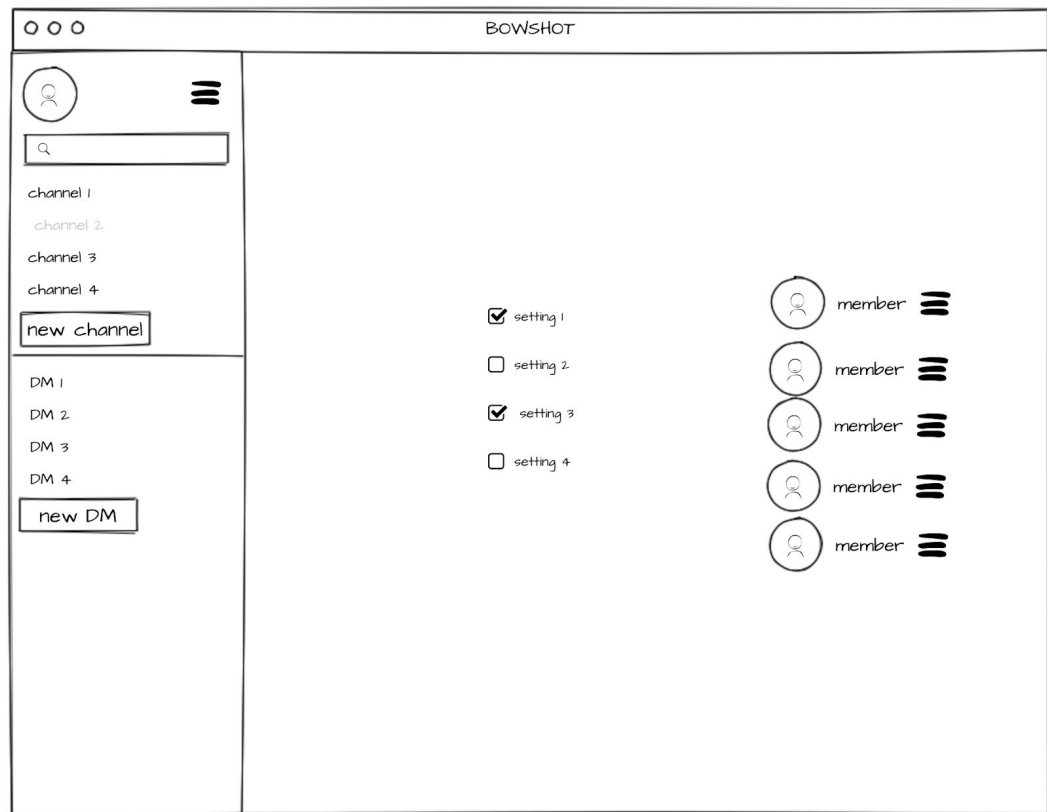 BOWSHOT
channel 1
channel 2
channel 3
channel 4
new channel
DM 1
DM 2
DM 3
DM 4
new DM
setting 1
setting 2
setting 3
setting 4
member
member
member
member
member